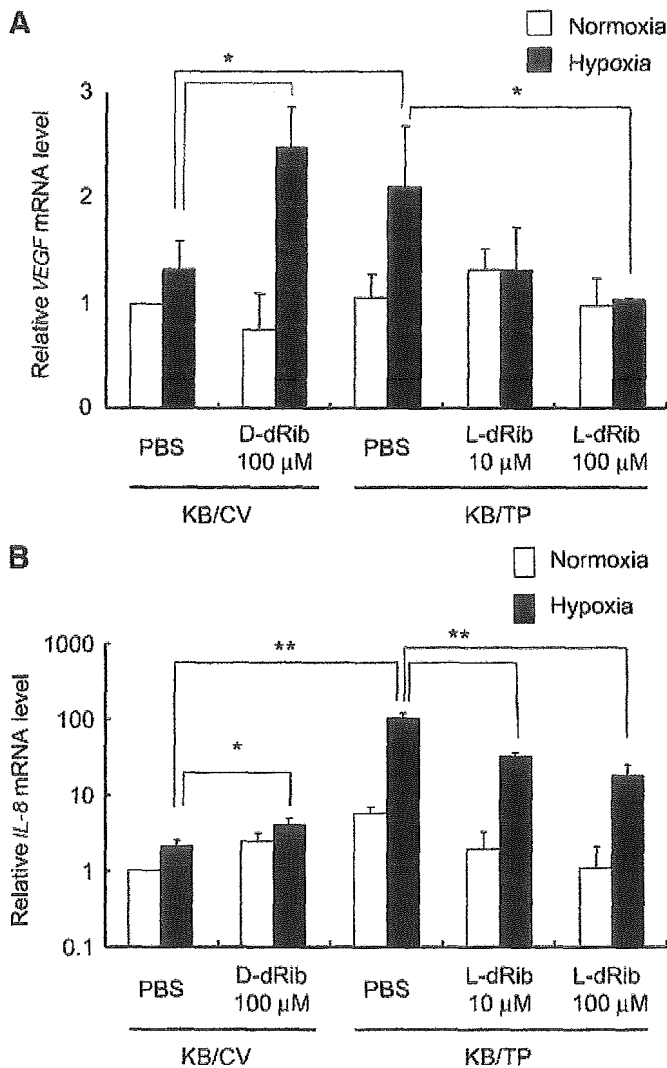 A
Normoxia
Hypoxia
*
*
3
2
1
0
Relative VEGF mRNA level
PBS
D-dRib
100 µM
PBS
L-dRib
10 µM
L-dRib
100 µM
KB/CV
KB/TP
B
Normoxia
Hypoxia
**
**
*
1000
100
10
1
0.1
Relative IL-8 mRNA level
PBS
D-dRib
100 µM
PBS
L-dRib
10 µM
L-dRib
100 µM
KB/CV
KB/TP